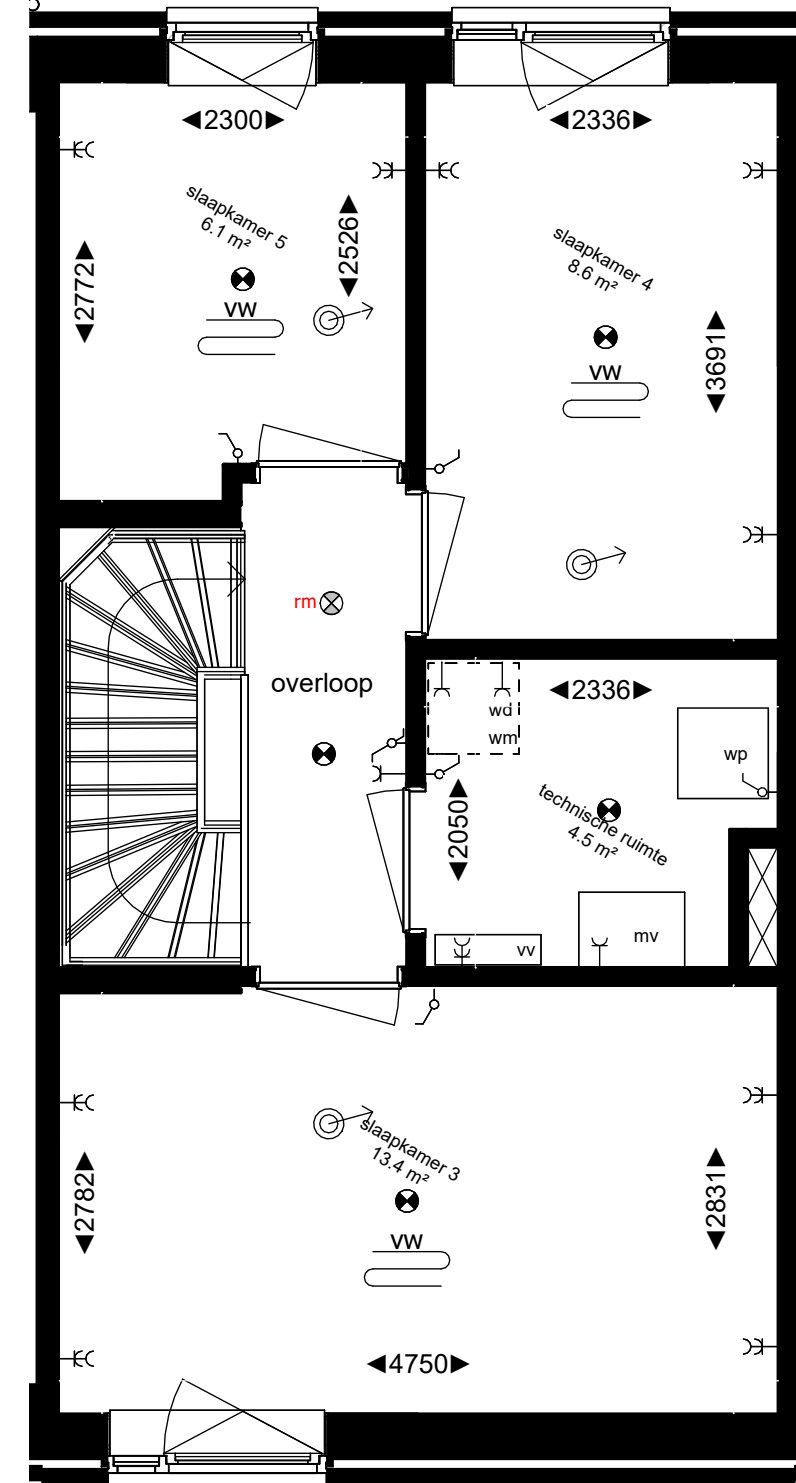 2300
2336
slaapkamer 5
6.1 m²
2526
2772
vw
slaapkamer 4
8.6 m²
3691
vw
rm
overloop
2336
wd
wm
wp
2050
technische ruimte
4.5 m²
vv
mv
slaapkamer 3
13.4 m²
2782
2831
vw
4750